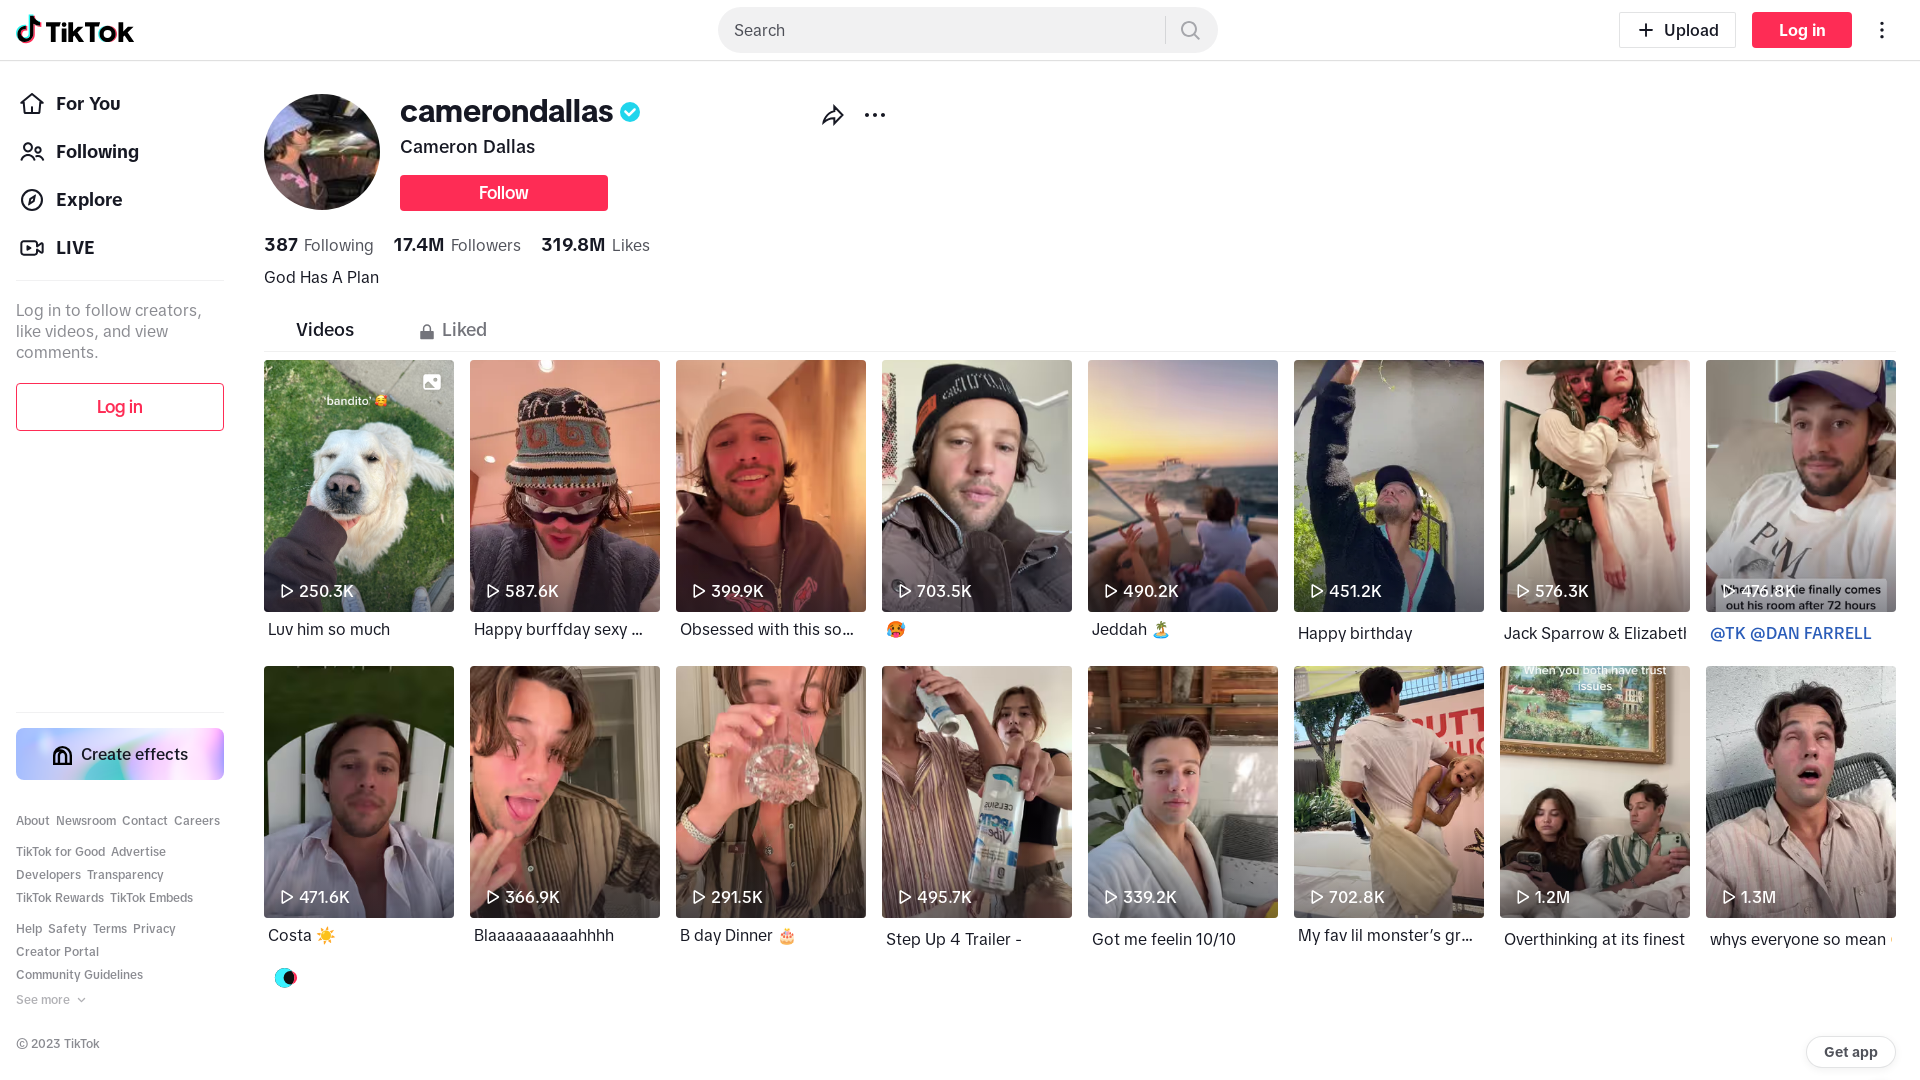 TikTok
Search
Upload
Log in
For You
Following
Explore
LIVE
Log in to follow creators,
like videos, and view
comments.
Log in
Create effects
About Newsroom Contact Careers
TikTok for Good Advertise
Developers Transparency
TikTok Rewards TikTok Embeds
Help Safety Terms Privacy
Creator Portal
Community Guidelines
See more
© 2023 TikTok
camerondallas
Cameron Dallas
Follow
387 Following 17.4M Followers 319.8M Likes
God Has A Plan
Videos
Liked
'bandito' 🥰
250.3K
Luv him so much
587.6K
Happy burffday sexy ...
399.9K
Obsessed with this so...
703.5K
🥵
490.2K
Jeddah 🏝️
451.2K
Happy birthday
576.3K
Jack Sparrow & Elizabeth
finally comes
out his room after 72 hours
476.8K
@TK @DAN FARRELL
471.6K
Costa ☀️
366.9K
Blaaaaaaaaaahhhh
291.5K
B day Dinner 🎂
CELSIUS
Vibe
495.7K
Step Up 4 Trailer -
339.2K
Got me feelin 10/10
702.8K
My fav lil monster's gr...
When you both have trust
issues
1.2M
Overthinking at its finest
1.3M
whys everyone so mean
Get app